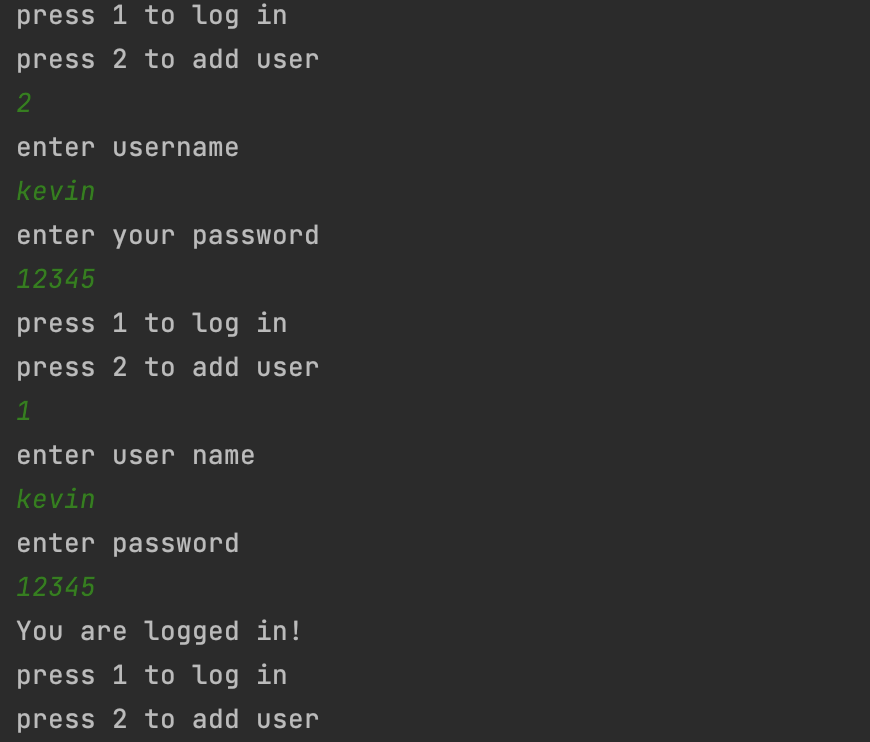 press 1 to log in
press 2 to add user
2
enter username
kevin
enter your password
12345
press 1 to log in
press 2 to add user
1
enter user name
kevin
enter password
12345
You are logged in!
press 1 to log in
press 2 to add user